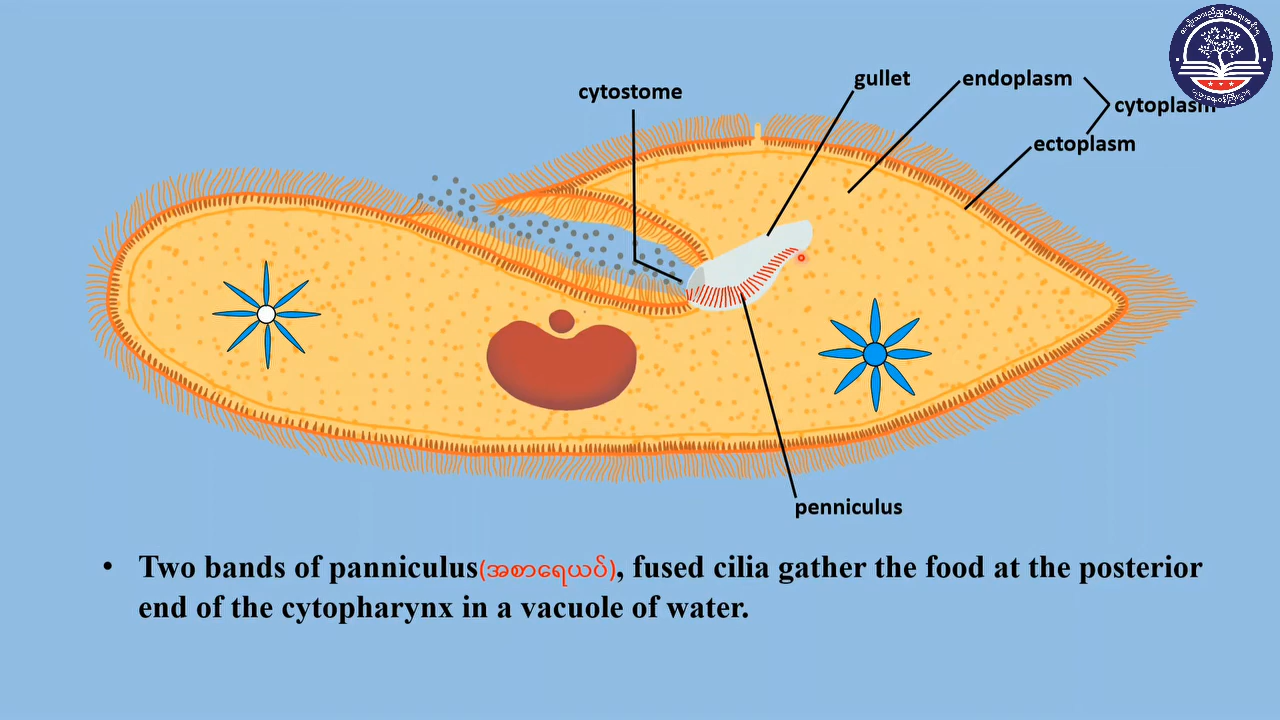 cytostome
gullet
endoplasm
cytoplasm
ectoplasm
penniculus
• Two bands of panniculus(အစာရေယပ်), fused cilia gather the food at the posterior
end of the cytopharynx in a vacuole of water.